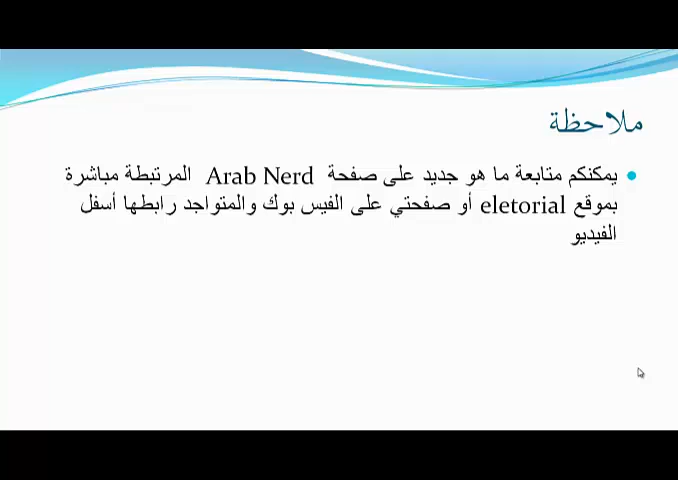 ملاحظة
يمكنكم متابعة ما هو جديد على صفحة Arab Nerd المرتبطة مباشرة
بموقع eletorial أو صفحتي على الفيس بوك والمتواجد رابطها أسفل
الفيديو